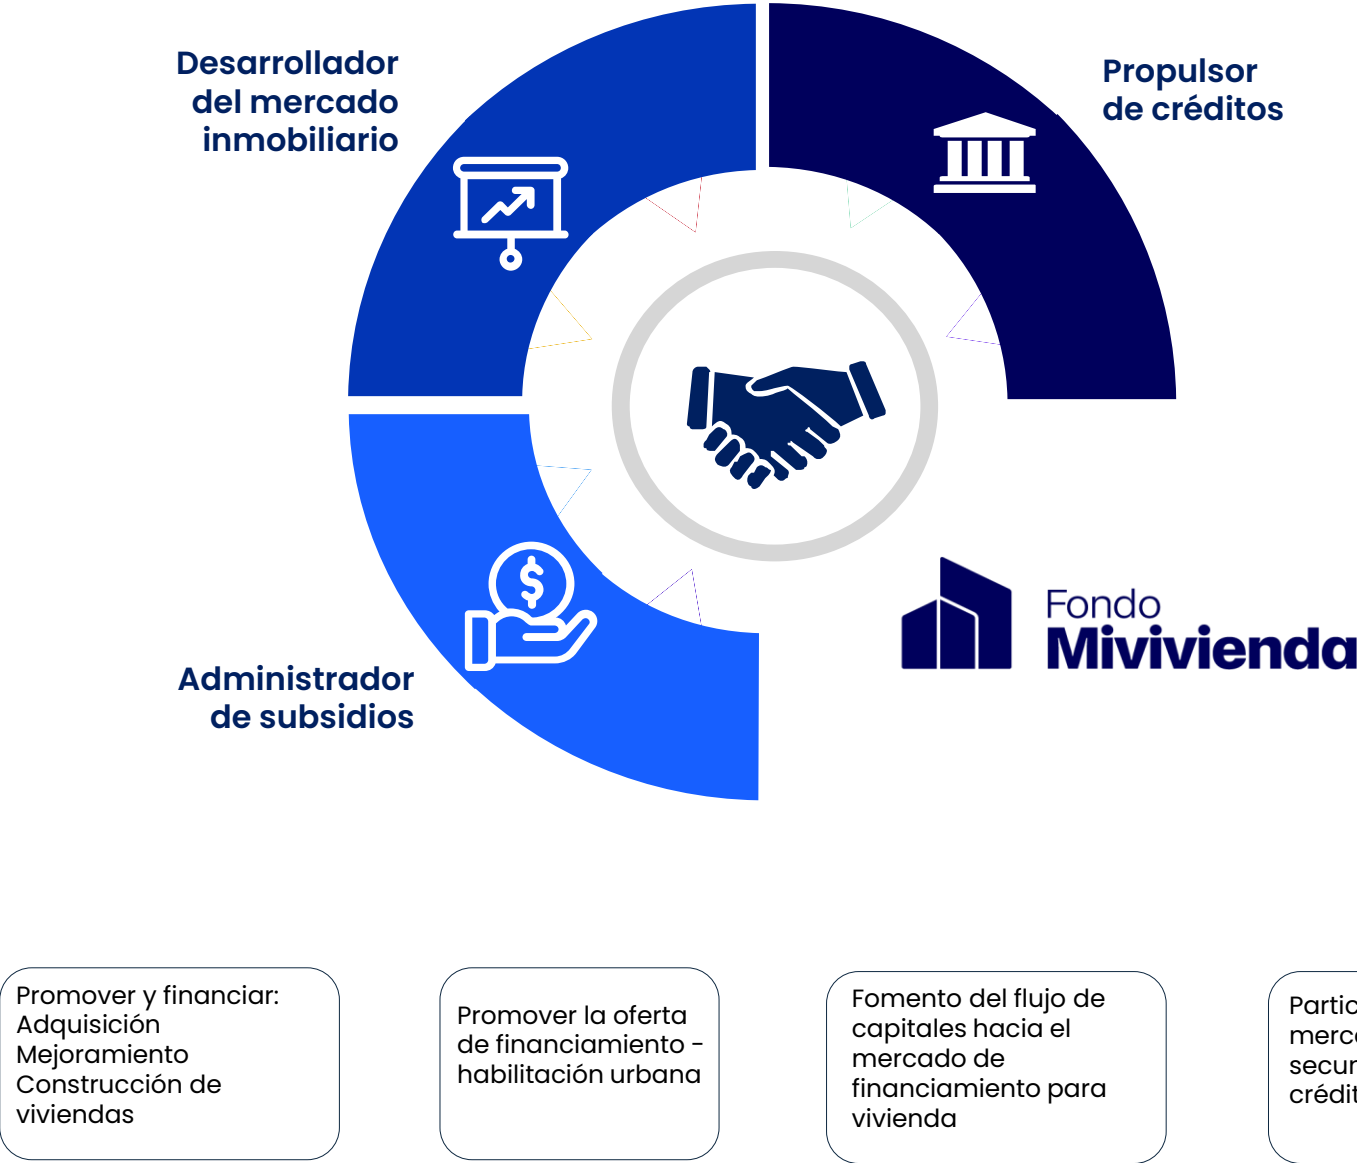 Desarrollador
del mercado
inmobiliario
Propulsor
de créditos
Administrador
de subsidios
Fondo
Mivivienda
Promover y financiar:
Adquisición
Mejoramiento
Construcción de
viviendas
Promover la oferta
de financiamiento -
habilitación urbana
Fomento del flujo de
capitales hacia el
mercado de
financiamiento para
vivienda